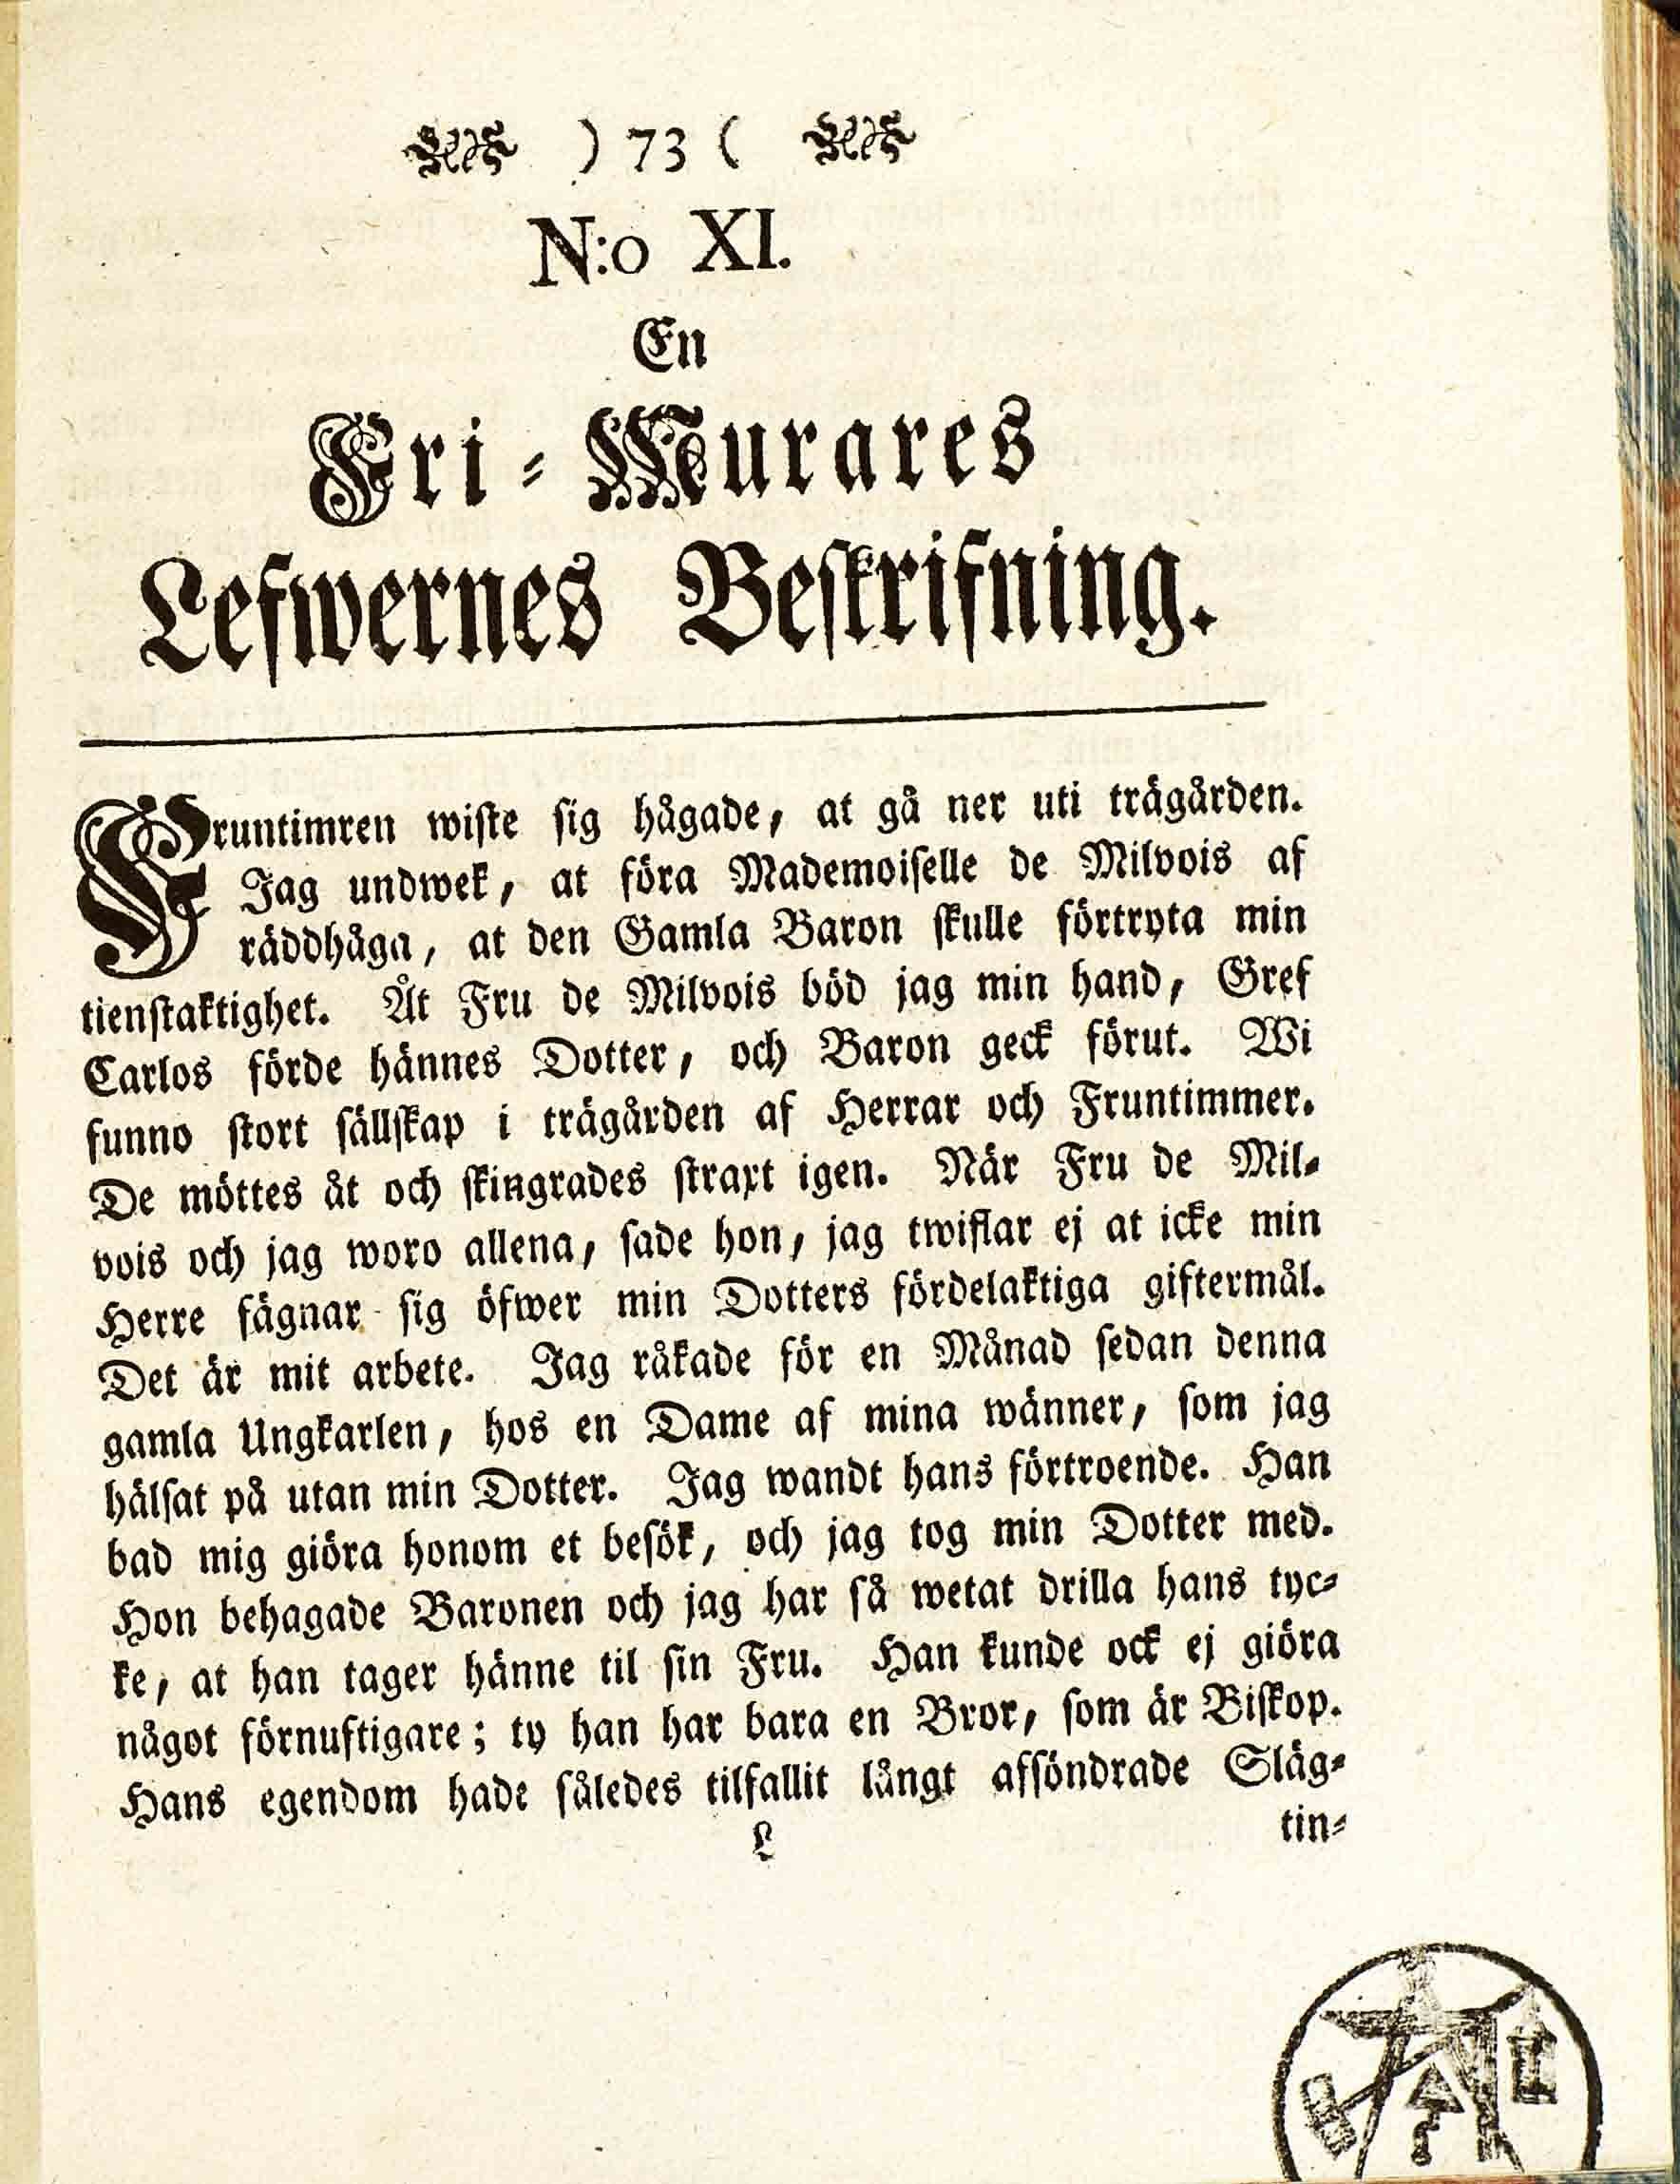 ) 73 (
N:o XI.
En
Fri-Murares
Lefwernes Beskrifning.
Fruntimren wiste sig hågade, at gå ner uti trägården.
Jag undwek, at föra Mademoiselle de Milvois af
räddhåga, at den Gamla Baron skulle förtryta min
tienstaktighet. Åt Fru de Milvois böd jag min hand, Gref
Carlos förde hännes Dotter, och Baron geck förut. Wi
funno stort sällskap i trägården af Herrar och Fruntimmer.
De möttes åt och skingrades straxt igen. När Fru de Mil-
vois och jag woro allena, sade hon, jag twiflar ej at icke min
Herre fägnar sig öfwer min Dotters fördelaktiga giftermål.
Det är mit arbete. Jag råkade för en Månad sedan denna
gamla Ungkarlen, hos en Dame af mina wänner, som jag
hälsat på utan min Dotter. Jag wandt hans förtroende. Han
bad mig giöra honom et besök, och jag tog min Dotter med.
Hon behagade Baronen och jag har så wetat drilla hans tyc-
ke, at han tager hänne til sin Fru. Han kunde ock ej giöra
något förnuftigare; ty han har bara en Bror, som är Biskop.
Hans egendom hade således tilfallit långt afsöndrade Släg-
L tin-